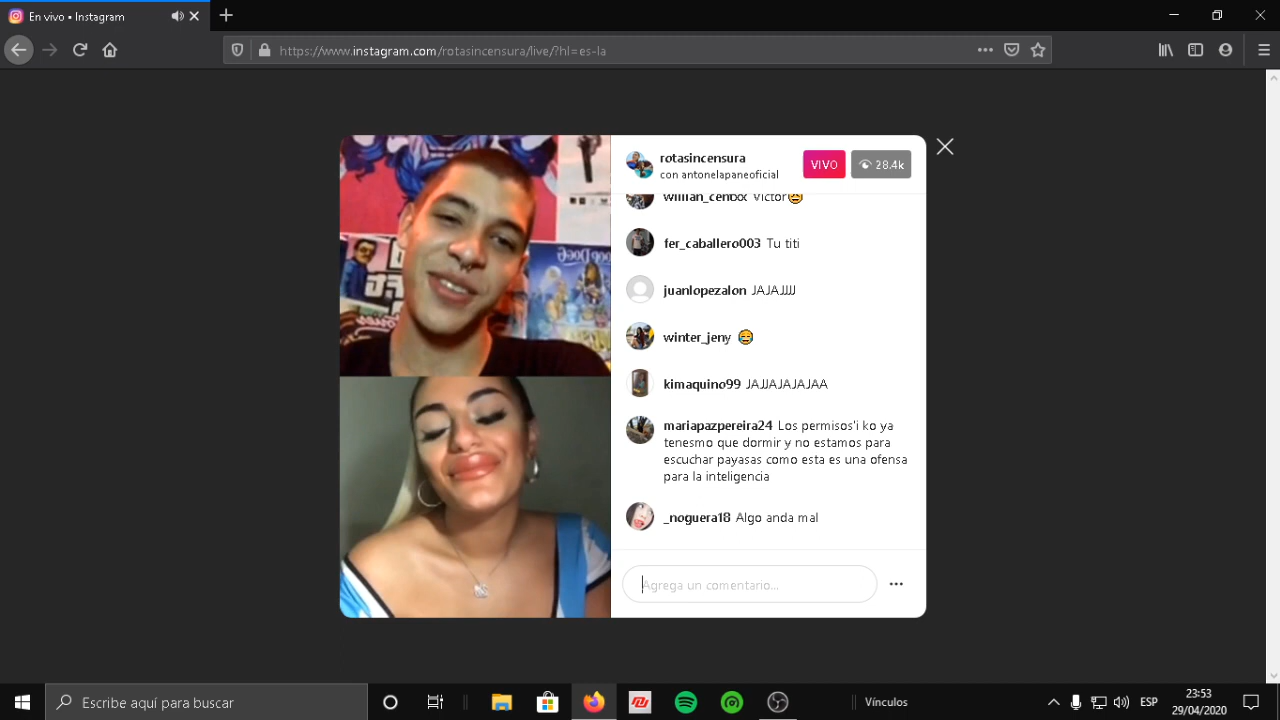 En vivo • Instagram
https://www.instagram.com/rotasincensura/live/?hl=es-la
rotasincensura
con antonelapaneoficial
VIVO
28.4k
willian_cenbox Victor😂
fer_caballero003 Tu titi
juanlopezalon JAJAJJJJ
winter_jeny 😂
kimaquino99 JAJJAJAJAJAA
mariapazpereira24 Los permisos'i ko ya
tenesmo que dormir y no estamos para
escuchar payasas como esta es una ofensa
para la inteligencia
_noguera18 Algo anda mal
Agrega un comentario...
Escribe aquí para buscar
Vínculos
ESP
23:53
29/04/2020